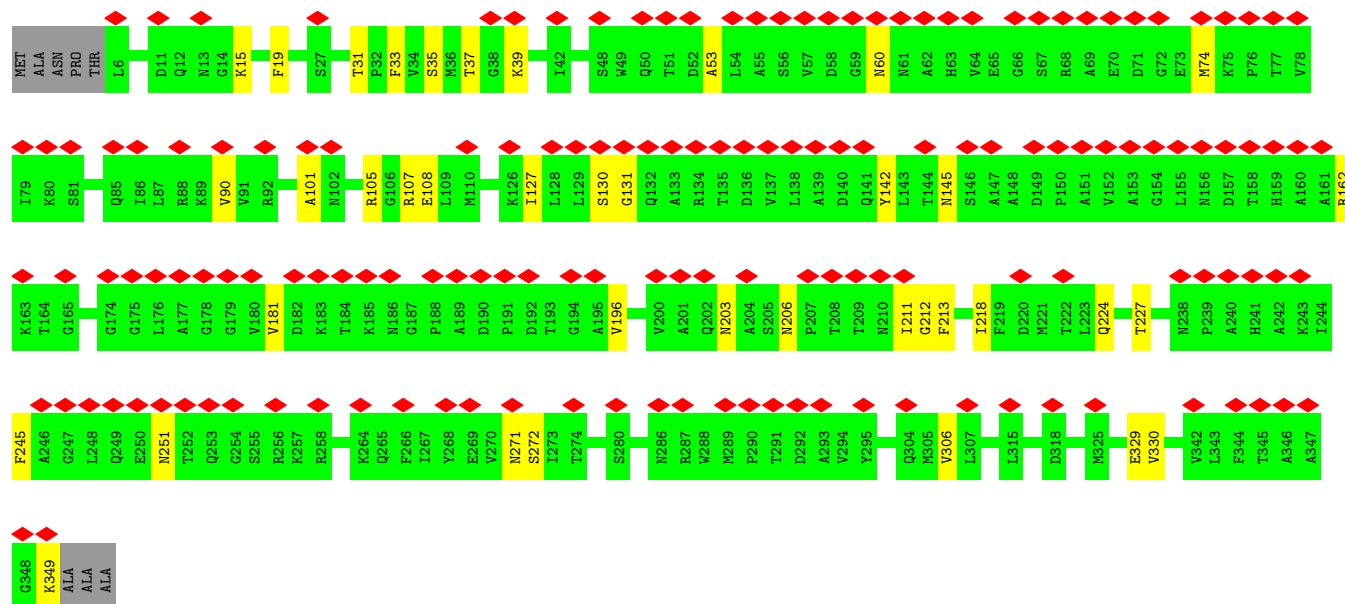 MET ALA ASN PRO THR L6 D11 Q12 N13 G14 K15 F19 S27 T31 P32 F33 V34 S35 M36 T37 G38 K39 I42 S48 W49 Q50 T51 D52 A53 L54 A55 S56 V57 D58 G59 N60 N61 A62 H63 V64 E65 G66 S67 R68 A69 E70 D71 G72 E73 M74 K75 P76 T77 V78
I79 K80 S81 Q85 I86 L87 R88 K89 V90 V91 R92 A101 N102 R105 G106 R107 E108 L109 M110 K126 I127 L128 L129 S130 G131 Q132 A133 R134 T135 D136 V137 L138 A139 D140 Q141 Y142 L143 T144 N145 S146 A147 A148 D149 P150 A151 V152 A153 G154 L155 N156 D157 T158 H159 A160 A161 R162
K163 T164 G165 G174 G175 L176 A177 G178 G179 V180 V181 D182 K183 T184 K185 N186 G187 P188 A189 D190 P191 D192 T193 G194 A195 V196 V200 A201 Q202 N203 A204 S205 N206 P207 T208 T209 N210 I211 G212 F213 I218 F219 D220 M221 T222 L223 Q224 T227 N238 P239 A240 H241 A242 K243 I244
F245 A246 G247 L248 Q249 E250 N251 T252 Q253 G254 S255 R256 K257 R258 K264 Q265 F266 I267 Y268 E269 V270 N271 S272 I273 T274 S280 N286 R287 W288 M289 P290 T291 D292 A293 V294 Y295 Q304 M305 V306 L307 L315 D318 M325 E329 V330 V342 L343 F344 T345 A346 A347
G348 K349 ALA ALA ALA